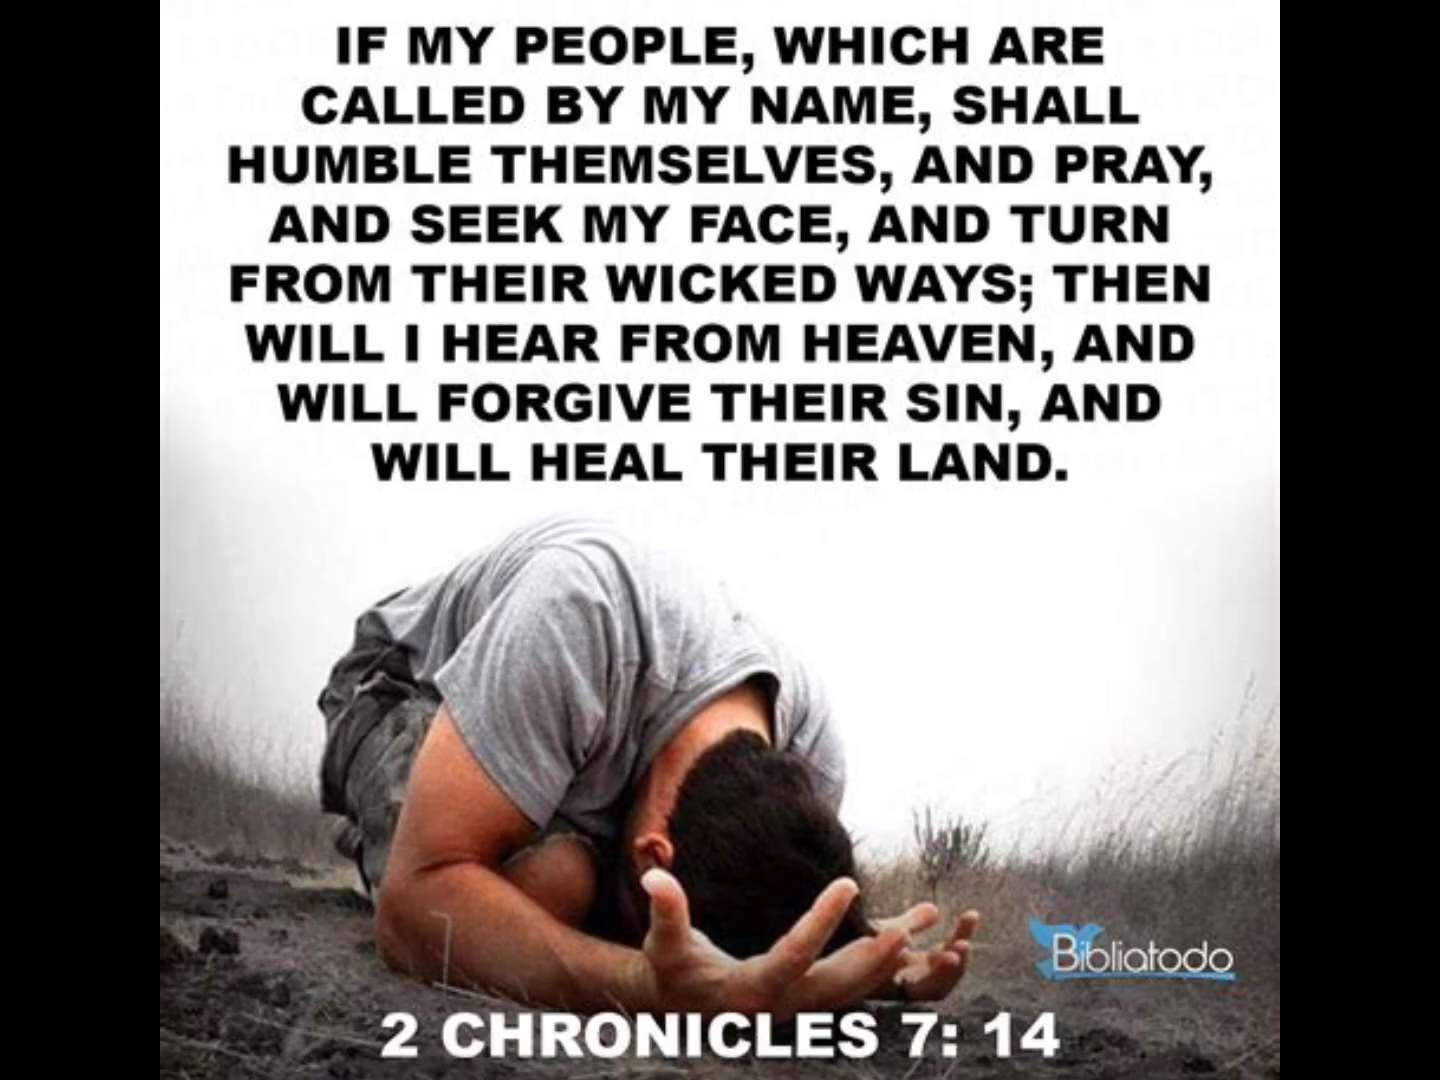 IF MY PEOPLE, WHICH ARE
CALLED BY MY NAME, SHALL
HUMBLE THEMSELVES, AND PRAY,
AND SEEK MY FACE, AND TURN
FROM THEIR WICKED WAYS; THEN
WILL I HEAR FROM HEAVEN, AND
WILL FORGIVE THEIR SIN, AND
WILL HEAL THEIR LAND.
Bibliatodo
2 CHRONICLES 7: 14